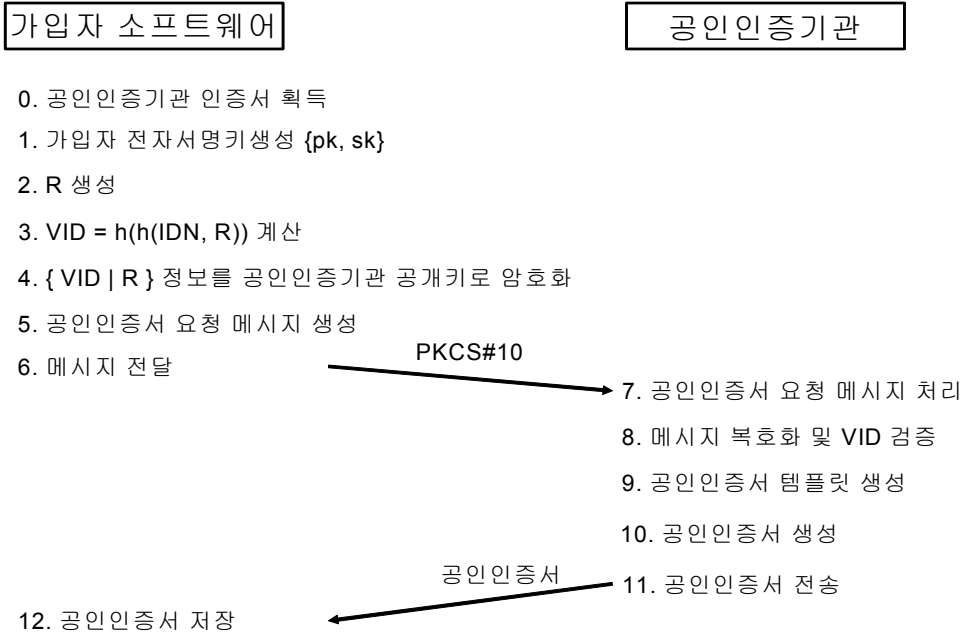 가입자 소프트웨어
공인인증기관
0. 공인인증기관 인증서 획득
1. 가입자 전자서명키생성 {pk, sk}
2. R 생성
3. VID = h(h(IDN, R)) 계산
4. { VID | R } 정보를 공인인증기관 공개키로 암호화
5. 공인인증서 요청 메시지 생성
6. 메시지 전달
PKCS#10
7. 공인인증서 요청 메시지 처리
8. 메시지 복호화 및 VID 검증
9. 공인인증서 템플릿 생성
10. 공인인증서 생성
공인인증서
11. 공인인증서 전송
12. 공인인증서 저장